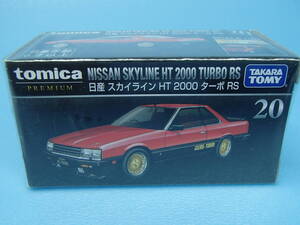 tomica
PREMIUM
NISSAN SKYLINE HT 2000 TURBO RS
日産 スカイライン HT 2000 ターボ RS
TAKARA
TOMY
20